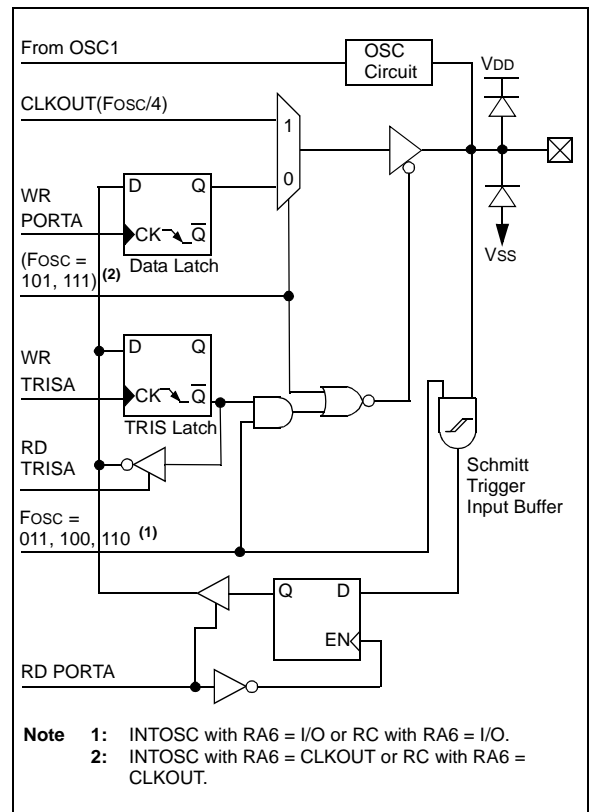 From OSC1
OSC
Circuit
VDD
CLKOUT(FOSC/4)
1
0
D Q
WR
PORTA
CK Q
Data Latch
VSS
(FOSC =
101, 111) (2)
D Q
WR
TRISA
CK Q
TRIS Latch
RD
TRISA
Schmitt
Trigger
Input Buffer
FOSC =
011, 100, 110 (1)
Q D
EN
RD PORTA
Note 1: INTOSC with RA6 = I/O or RC with RA6 = I/O.
2: INTOSC with RA6 = CLKOUT or RC with RA6 =
CLKOUT.